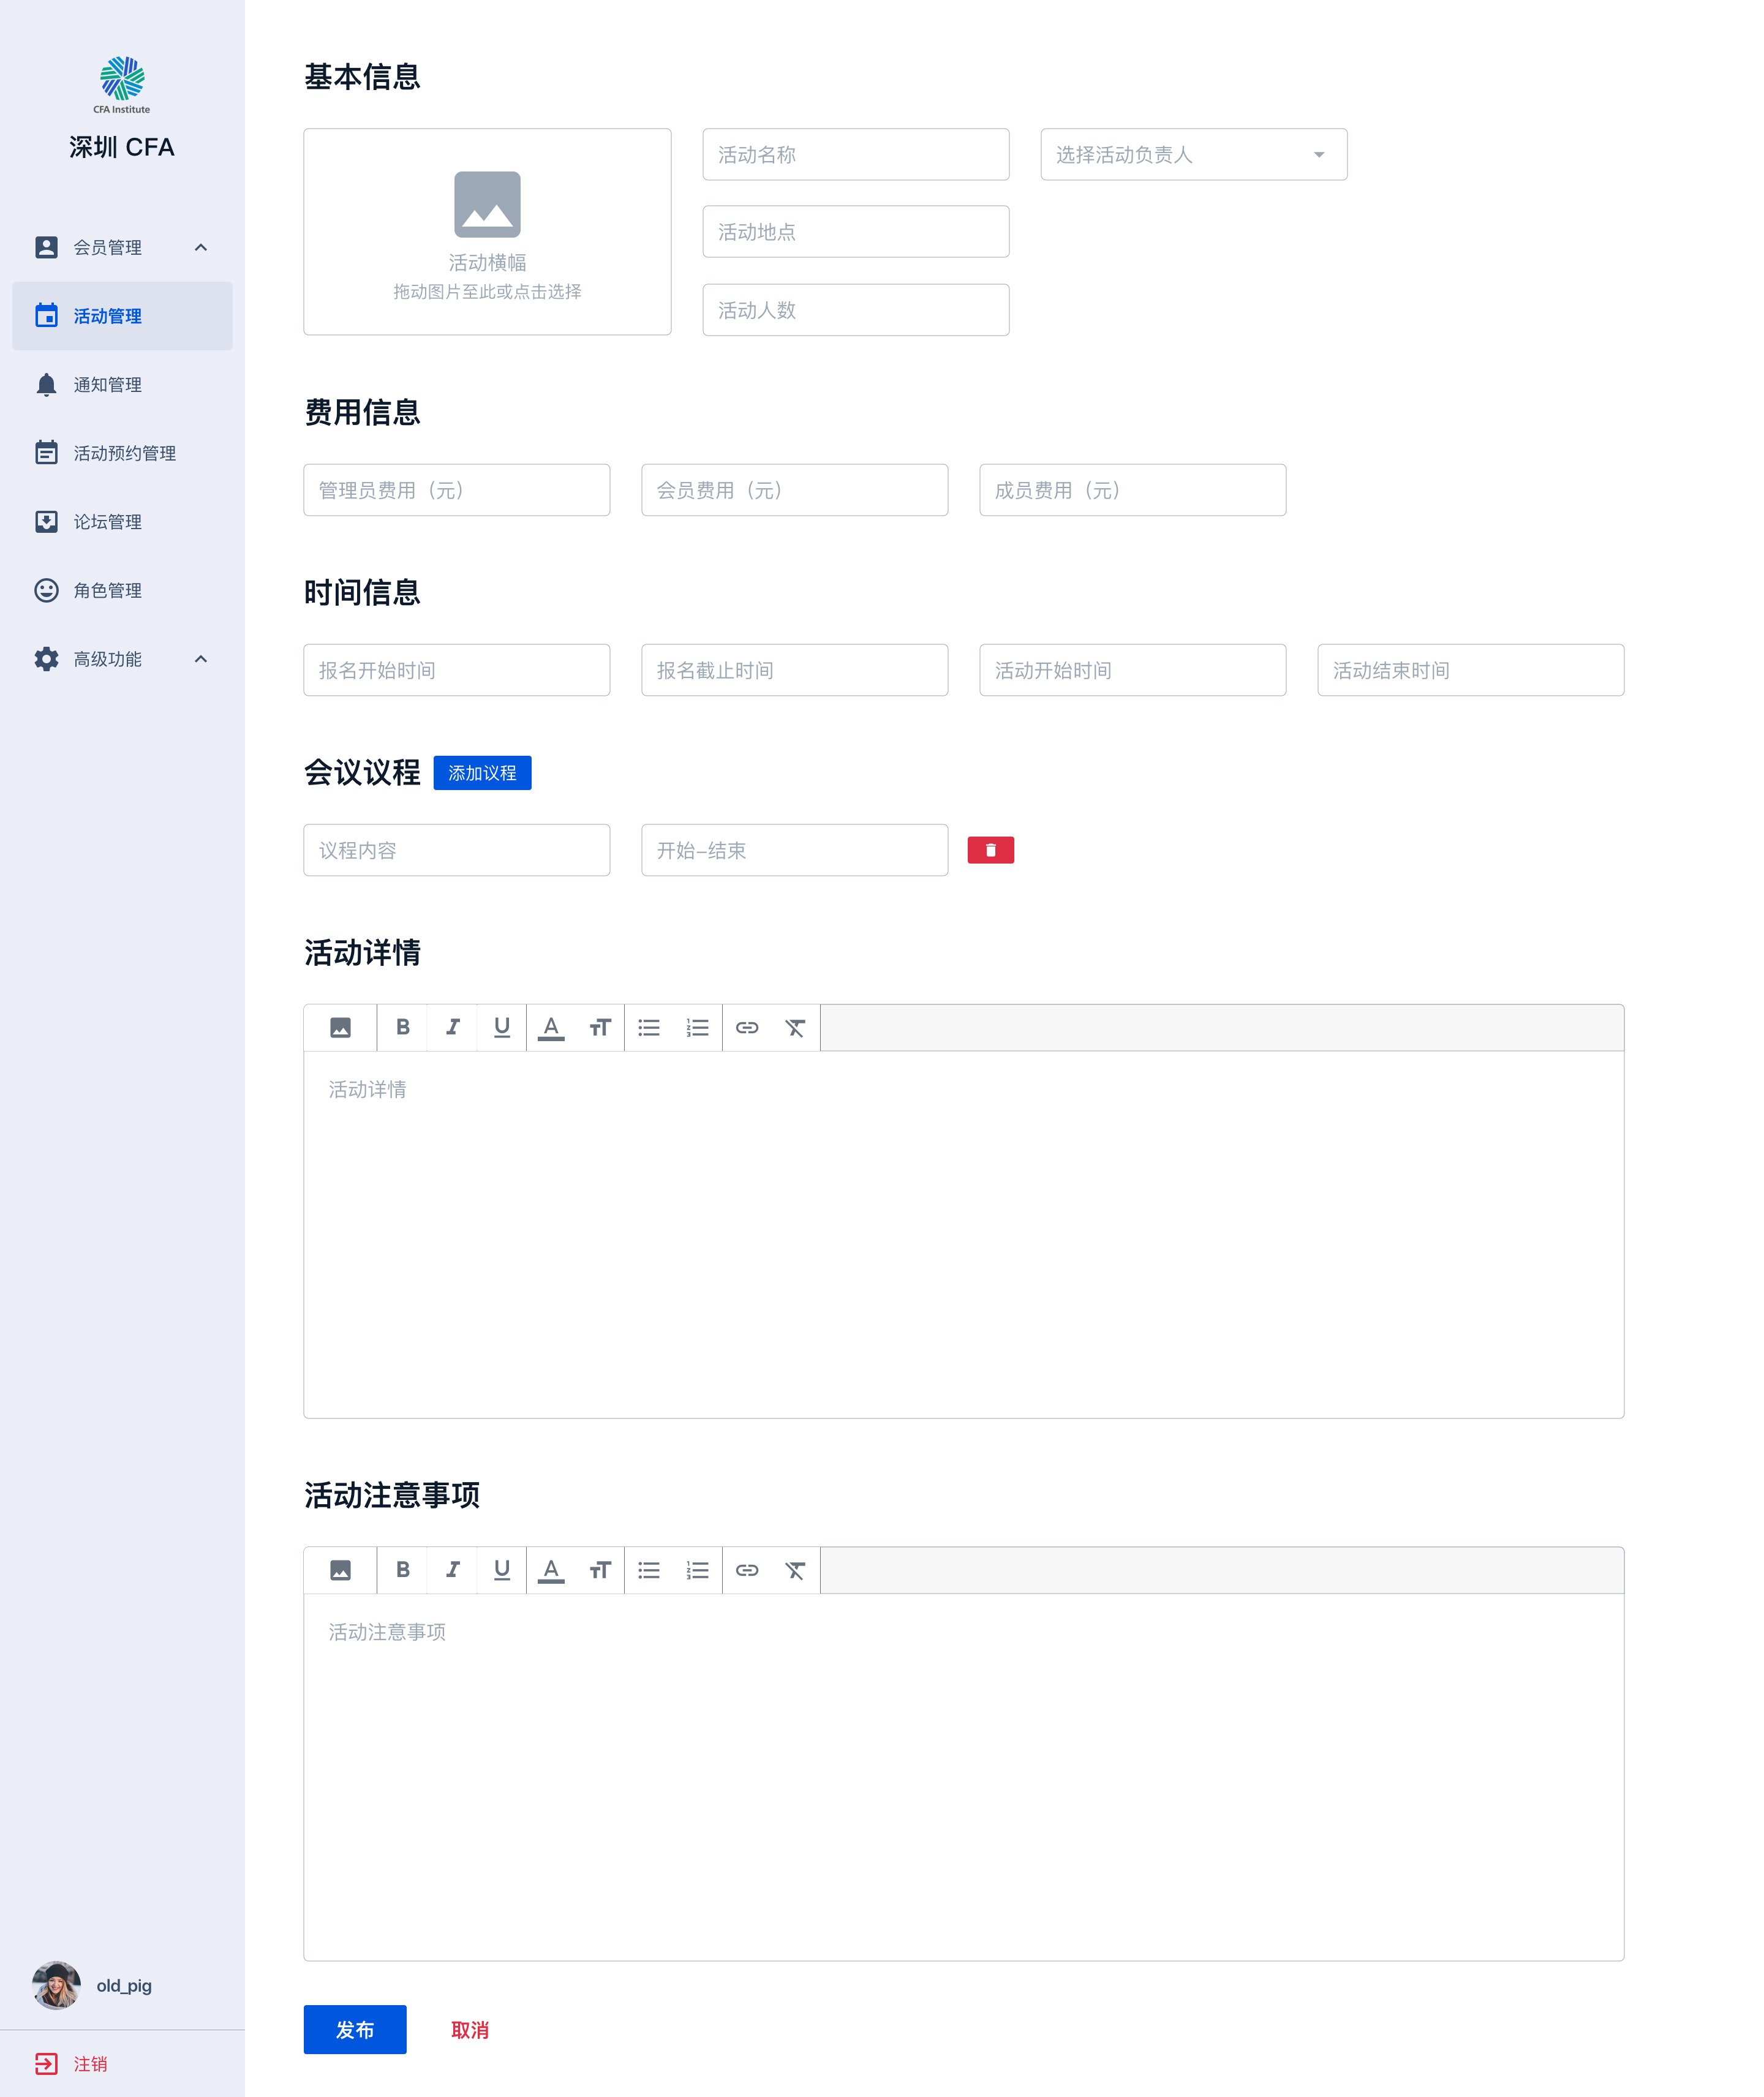 CFA Institute
深圳 CFA
会员管理
活动管理
通知管理
活动预约管理
论坛管理
角色管理
高级功能
old_pig
注销
基本信息
活动横幅
拖动图片至此或点击选择
活动名称
选择活动负责人
活动地点
活动人数
费用信息
管理员费用（元）
会员费用（元）
成员费用（元）
时间信息
报名开始时间
报名截止时间
活动开始时间
活动结束时间
会议议程
添加议程
议程内容
开始–结束
活动详情
活动详情
活动注意事项
活动注意事项
发布
取消